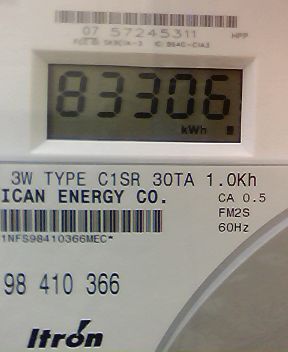 07 57245311 HPP
83306
kWh
3W TYPE C1SR 30TA 1.0Kh
ICAN ENERGY CO. CA 0.5
FM2S
1NFS98410366MEC* 60Hz
98 410 366
Itron